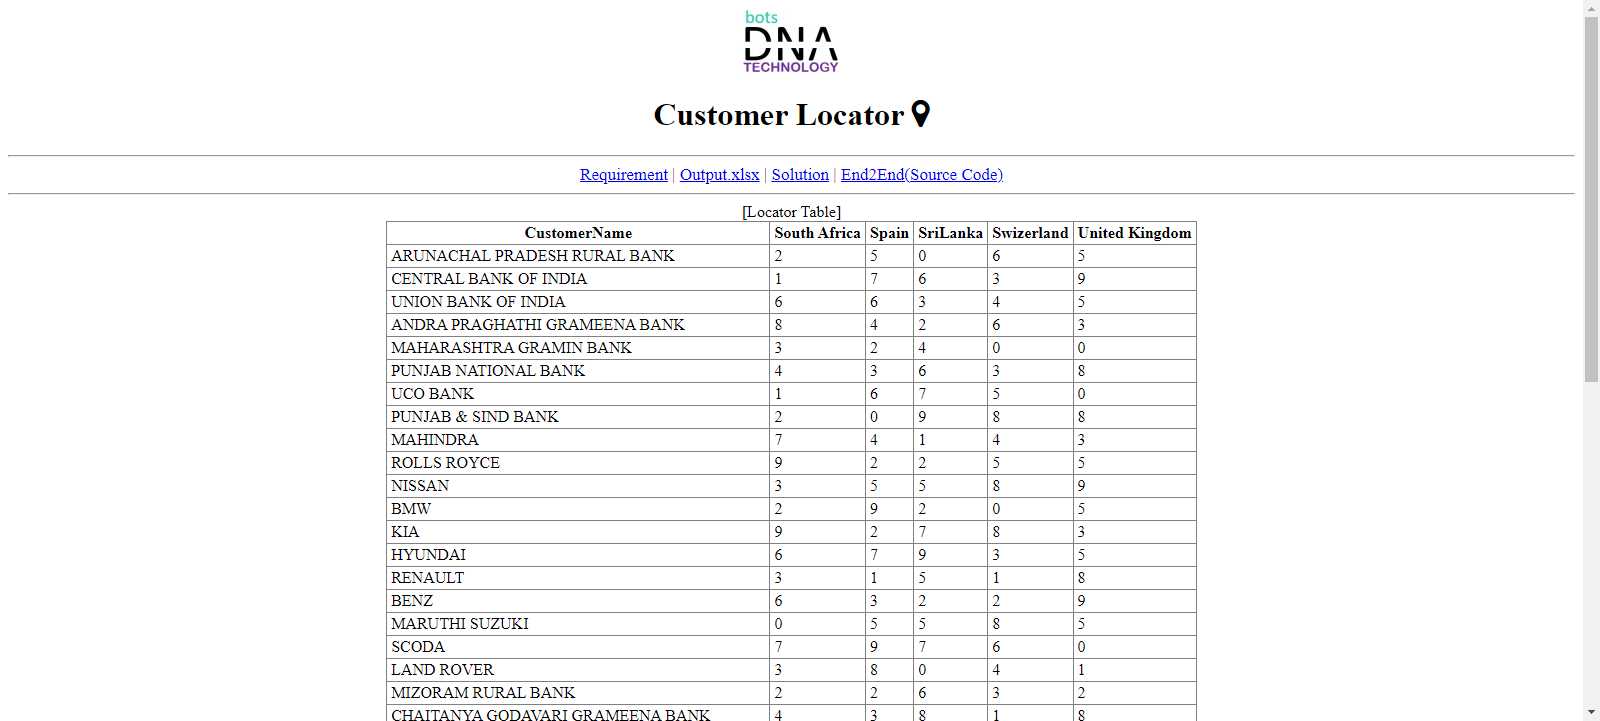 bots
DNA
TECHNOLOGY
Customer Locator
Requirement | Output.xlsx | Solution | End2End(Source Code)
[Locator Table]
CustomerName South Africa Spain SriLanka Swizerland United Kingdom
ARUNACHAL PRADESH RURAL BANK 2 5 0 6 5
CENTRAL BANK OF INDIA 1 7 6 3 9
UNION BANK OF INDIA 6 6 3 4 5
ANDRA PRAGHATHI GRAMEENA BANK 8 4 2 6 3
MAHARASHTRA GRAMIN BANK 3 2 4 0 0
PUNJAB NATIONAL BANK 4 3 6 3 8
UCO BANK 1 6 7 5 0
PUNJAB & SIND BANK 2 0 9 8 8
MAHINDRA 7 4 1 4 3
ROLLS ROYCE 9 2 2 5 5
NISSAN 3 5 5 8 9
BMW 2 9 2 0 5
KIA 9 2 7 8 3
HYUNDAI 6 7 9 3 5
RENAULT 3 1 5 1 8
BENZ 6 3 2 2 9
MARUTHI SUZUKI 0 5 5 8 5
SCODA 7 9 7 6 0
LAND ROVER 3 8 0 4 1
MIZORAM RURAL BANK 2 2 6 3 2
CHAITANYA GODAVARI GRAMEENA BANK 4 3 8 1 8